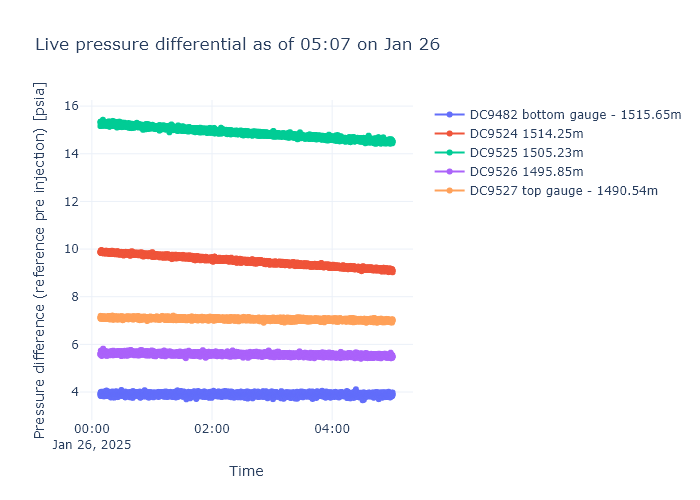 Live pressure differential as of 05:07 on Jan 26
Pressure difference (reference pre injection) [psia]
16
14
12
10
8
6
4
00:00
Jan 26, 2025
02:00
04:00
Time
DC9482 bottom gauge - 1515.65m
DC9524 1514.25m
DC9525 1505.23m
DC9526 1495.85m
DC9527 top gauge - 1490.54m